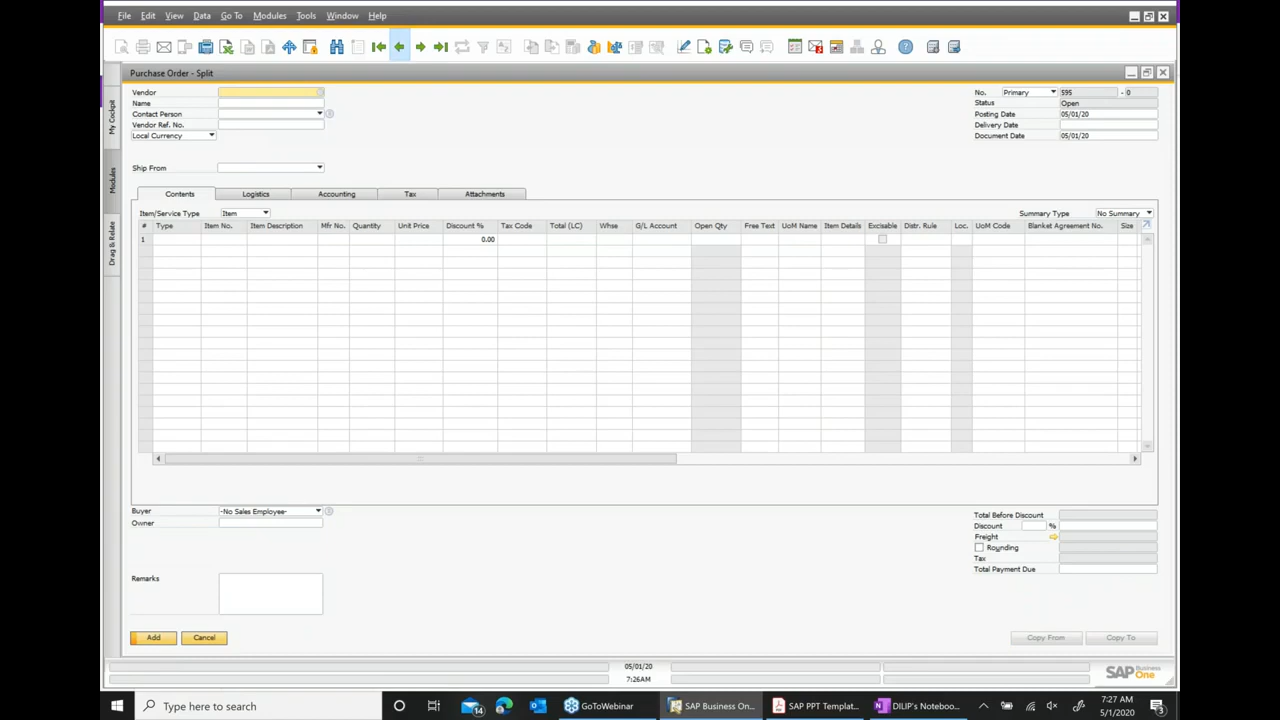 File Edit View Data Go To Modules Tools Window Help
Purchase Order - Split
Vendor
Name
Contact Person
Vendor Ref. No.
Local Currency
Ship From
No. Primary 595 - 0
Status Open
Posting Date 05/01/20
Delivery Date
Document Date 05/01/20
My Cockpit
Modules
Drag & Relate
Contents Logistics Accounting Tax Attachments
Item/Service Type Item Summary Type No Summary
# Type Item No. Item Description Mfr No. Quantity Unit Price Discount % Tax Code Total (LC) Whse G/L Account Open Qty Free Text UoM Name Item Details Excisable Distr. Rule Loc. UoM Code Blanket Agreement No. Size
1 0.00
Buyer -No Sales Employee-
Owner
Remarks
Total Before Discount
Discount %
Freight
Rounding
Tax
Total Payment Due
Add Cancel Copy From Copy To
05/01/20
7:26AM
SAP Business One
Type here to search
14
GoToWebinar
SAP Business On...
SAP PPT Templat...
DILIP's Noteboo...
7:27 AM
5/1/2020
3